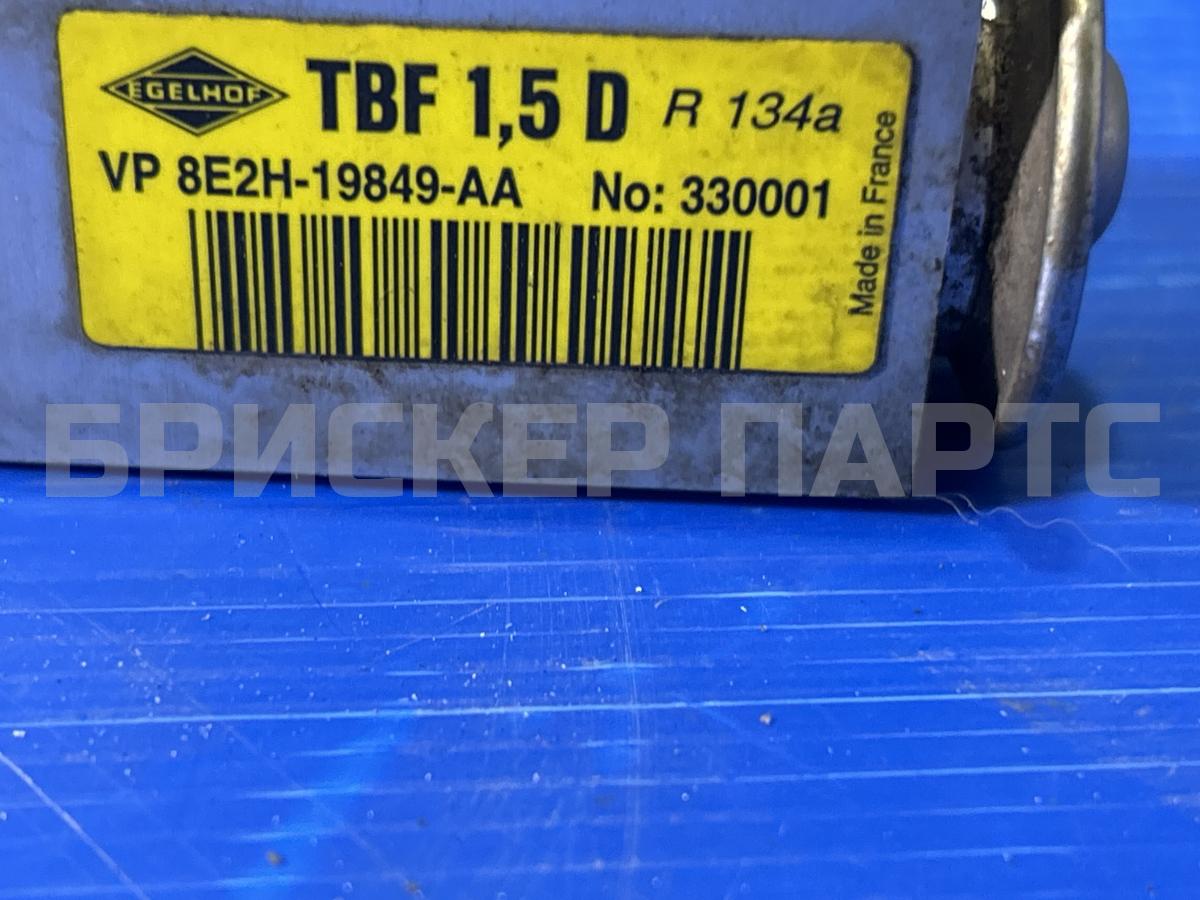 EGELHOF TBF 1,5 D R 134a
VP 8E2H-19849-AA No: 330001
Made in France
БРИСКЕР ПАРТС